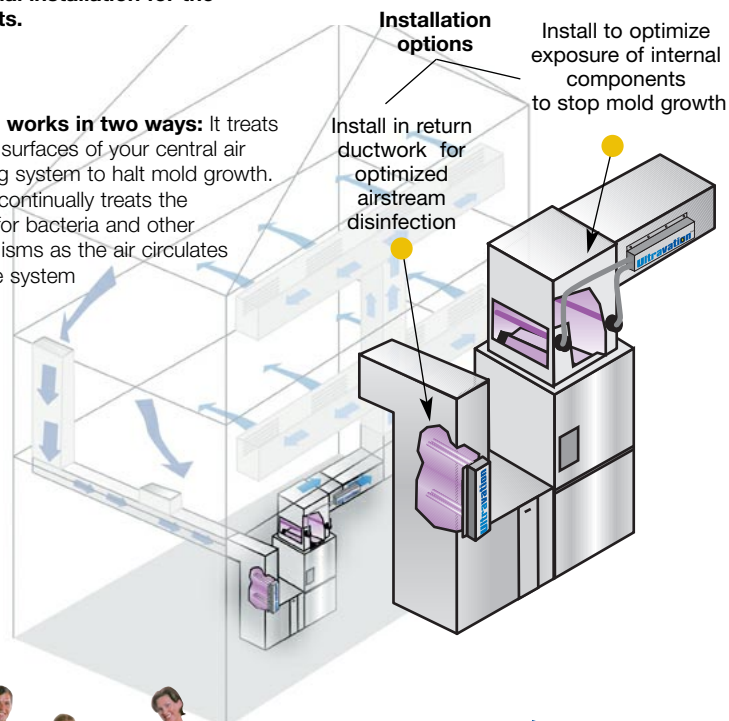 al installation for the
ts.
works in two ways: It treats
surfaces of your central air
g system to halt mold growth.
continually treats the
for bacteria and other
isms as the air circulates
e system
Installation
options
Install in return
ductwork for
optimized
airstream
disinfection
Install to optimize
exposure of internal
components
to stop mold growth
Ultravation
Ultravation